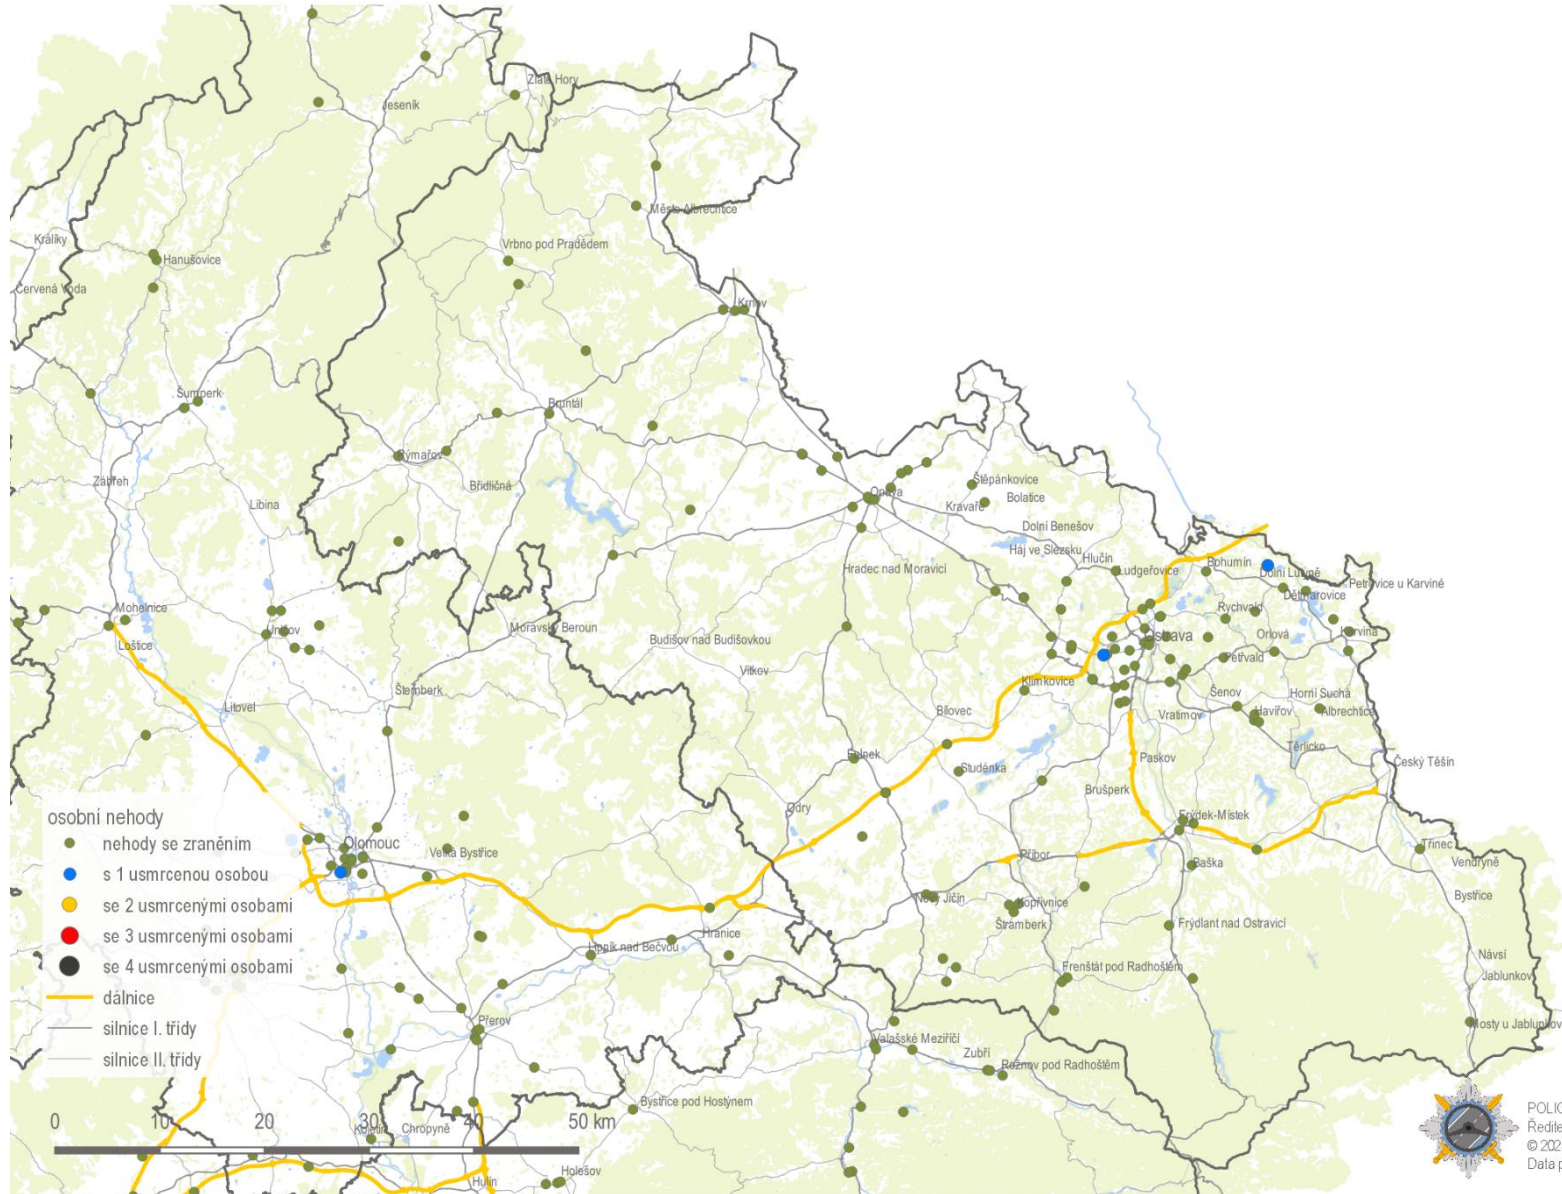 Zlaté Hory
Jeseník
Město Albrechtice
Králíky
Vrbno pod Pradědem
Hanušovice
Červená Voda
Krnov
Šumperk
Bruntál
Rýmařov
Zábřeh
Břidličná
Štěpánkovice
Opava
Bolatice
Libina
Kravaře
Dolní Benešov
Háj ve Slezsku
Hlučín
Hradec nad Moravicí
Ludgeřovice
Bohumín
Dolní Lutyně
Petrovice u Karviné
Dětmarovice
Mohelnice
Rychvald
Uničov
Moravský Beroun
Budišov nad Budišovkou
Ostrava
Orlová
Karviná
Loštice
Petřvald
Vítkov
Klimkovice
Šternberk
Šenov
Horní Suchá
Litovel
Bílovec
Vratimov
Havířov
Albrechtice
Těrlicko
Fulnek
Paskov
Český Těšín
Studénka
Brušperk
Odry
osobní nehody
nehody se zraněním
s 1 usmrcenou osobou
se 2 usmrcenými osobami
se 3 usmrcenými osobami
se 4 usmrcenými osobami
dálnice
silnice I. třídy
silnice II. třídy
Frýdek-Místek
Olomouc
Velká Bystřice
Příbor
Baška
Třinec
Vendryně
Bystřice
Nový Jičín
Kopřivnice
Štramberk
Frýdlant nad Ostravicí
Hranice
Lipník nad Bečvou
Návsí
Frenštát pod Radhoštěm
Jablunkov
Přerov
Mosty u Jablunkova
Valašské Meziříčí
Zubří
Rožnov pod Radhoštěm
Bystřice pod Hostýnem
0 10 20 30 40 50 km
Kojetín
Chropyně
Holešov
Hulín
POLIC
Ředite
© 202
Data p